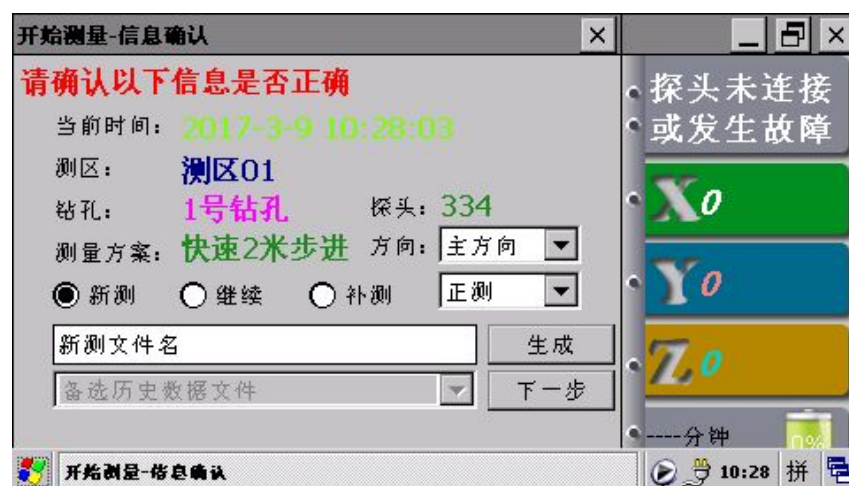 开始测量-信息确认
请确认以下信息是否正确
当前时间: 2017-3-9 10:28:03
测区: 测区01
钻孔: 1号钻孔 探头: 334
测量方案: 快速2米步进 方向: 主方向
新测 继续 补测 正测
新测文件名 生成
备选历史数据文件 下一步
探头未连接
或发生故障
X0
Y0
Z0
----分钟 0%
开始测量-信息确认 10:28 拼